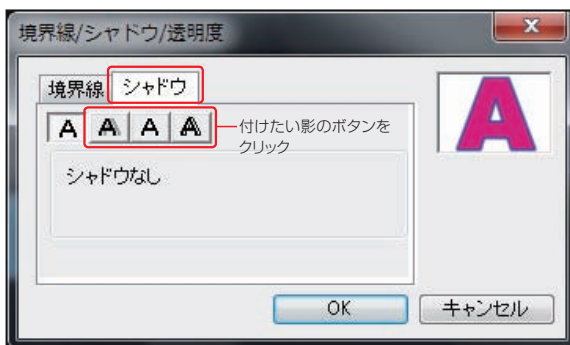 境界線/シャドウ/透明度
境界線 シャドウ
A A A A
付けたい影のボタンを
クリック
シャドウなし
A
OK キャンセル